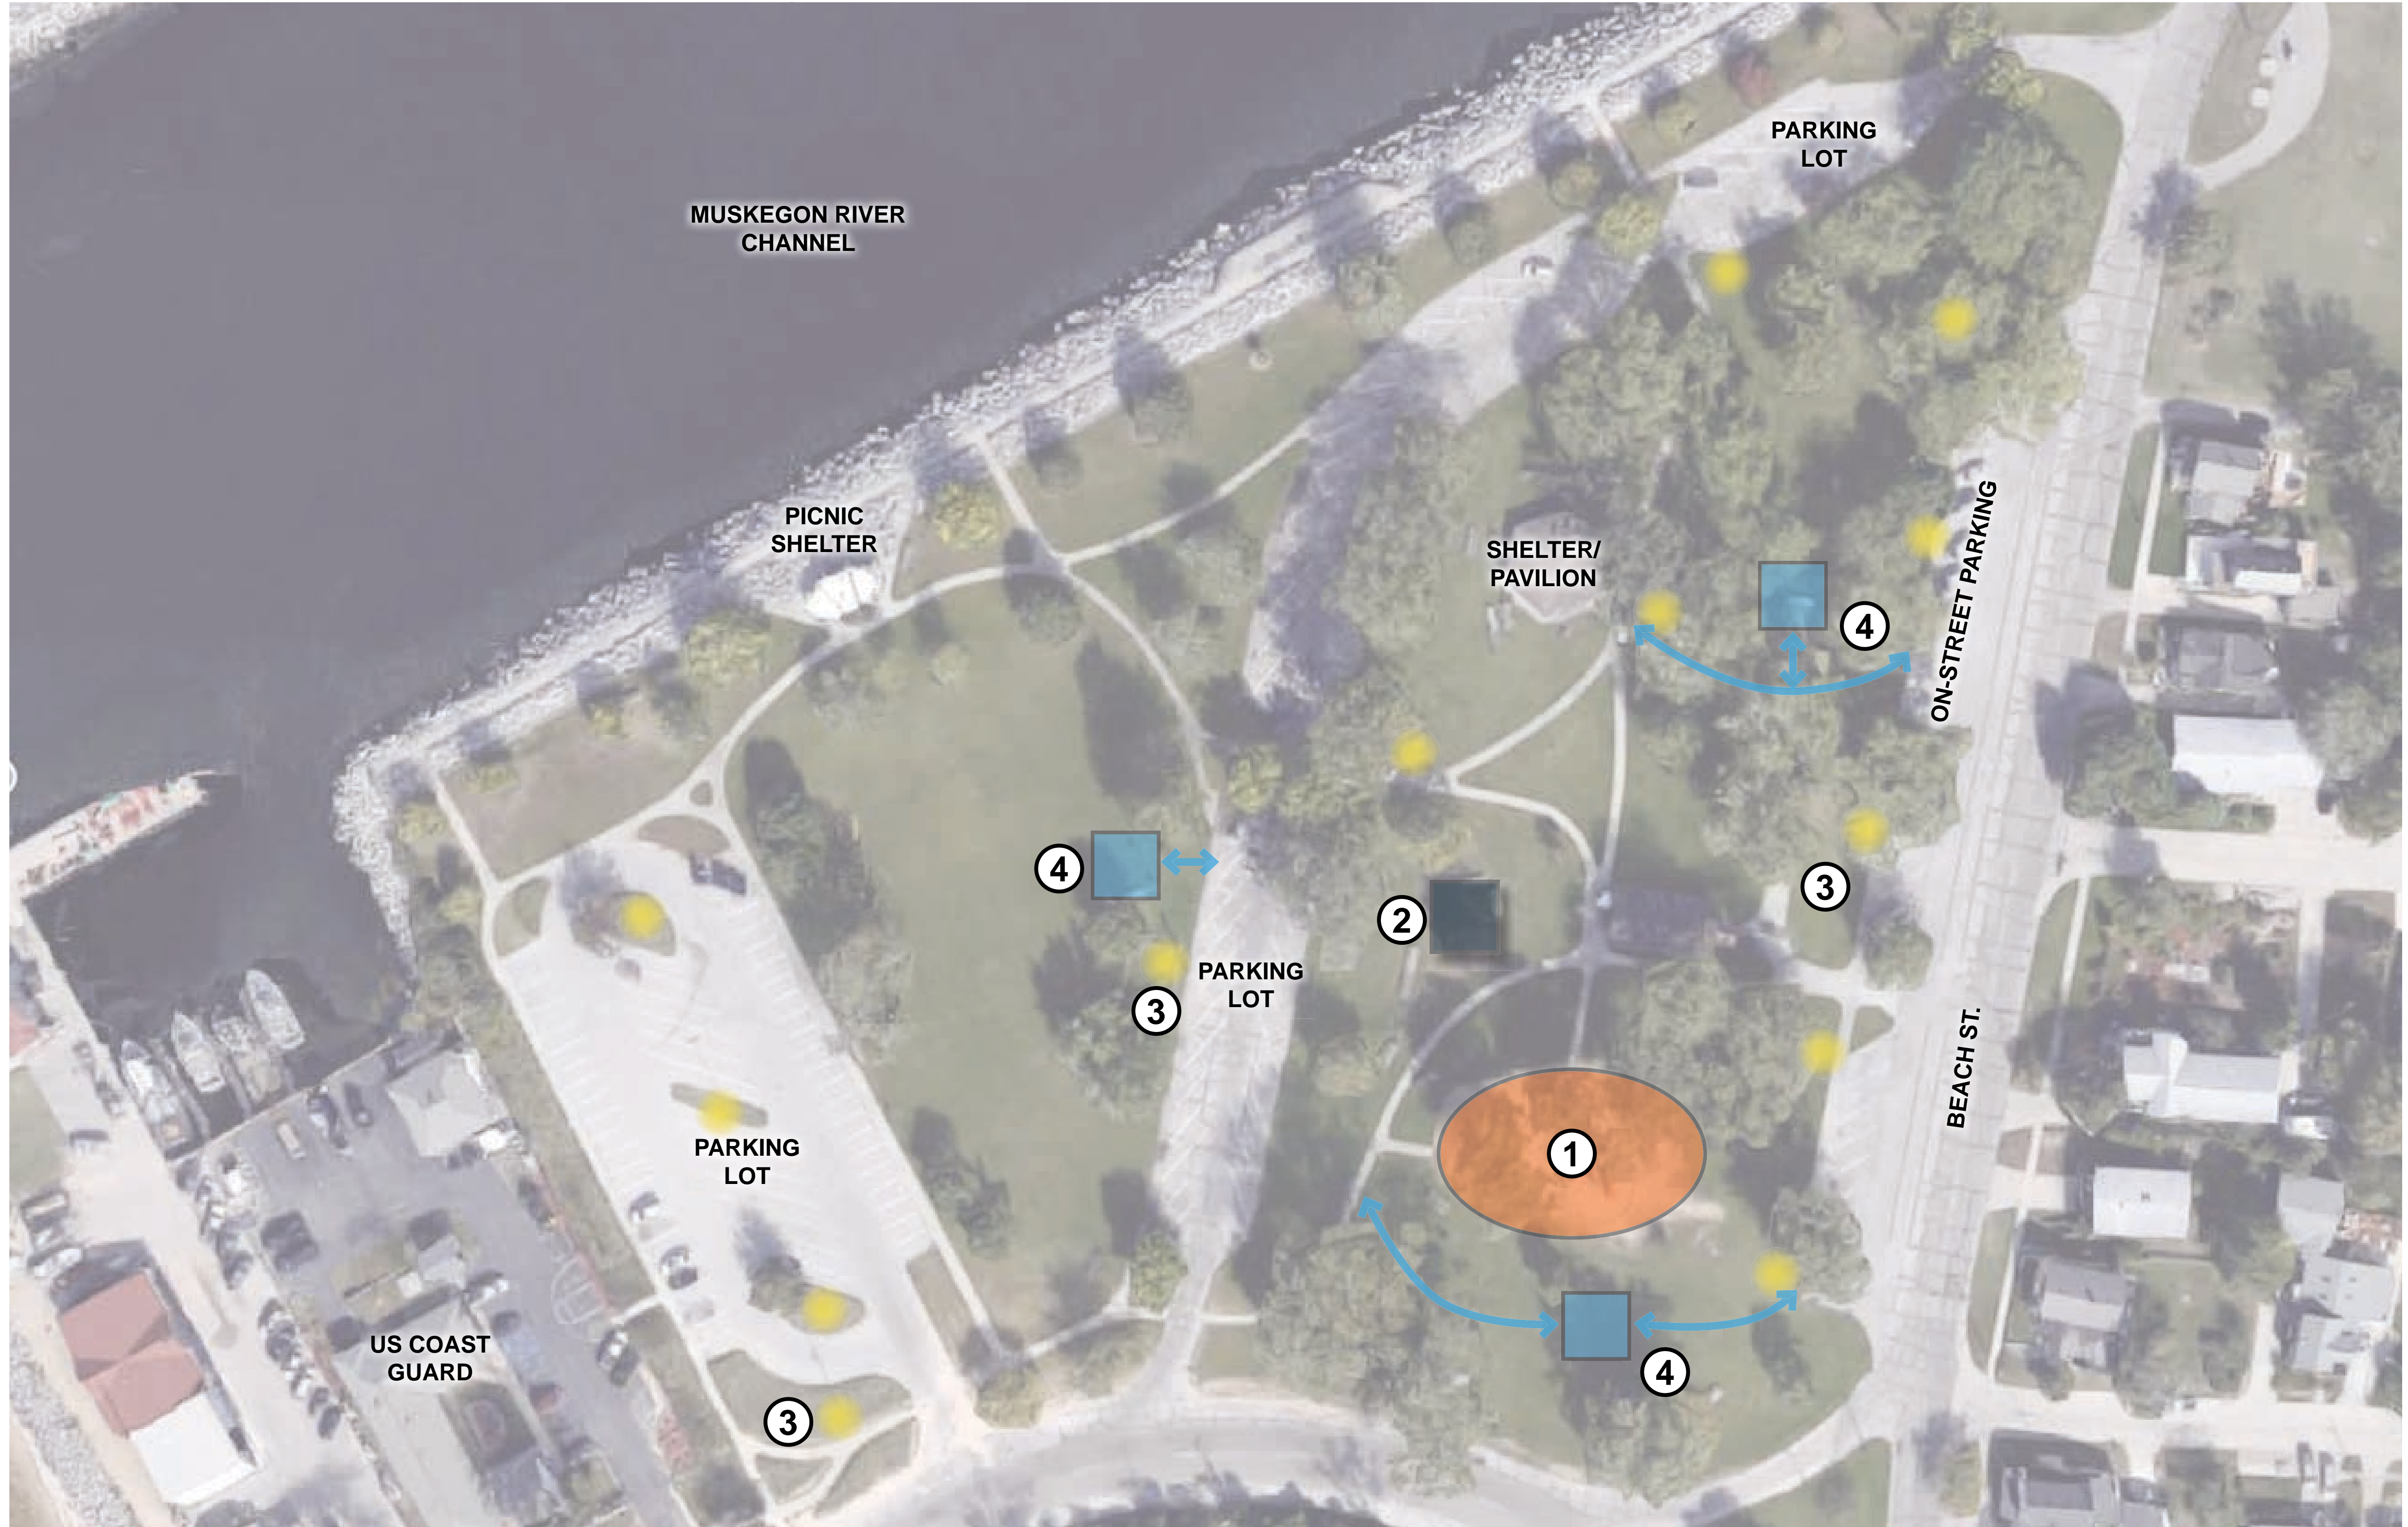 PARKING
LOT
MUSKEGON RIVER
CHANNEL
PICNIC
SHELTER
SHELTER/
PAVILION
ON-STREET PARKING
4
4
3
2
PARKING
LOT
3
BEACH ST.
1
PARKING
LOT
US COAST
GUARD
4
3